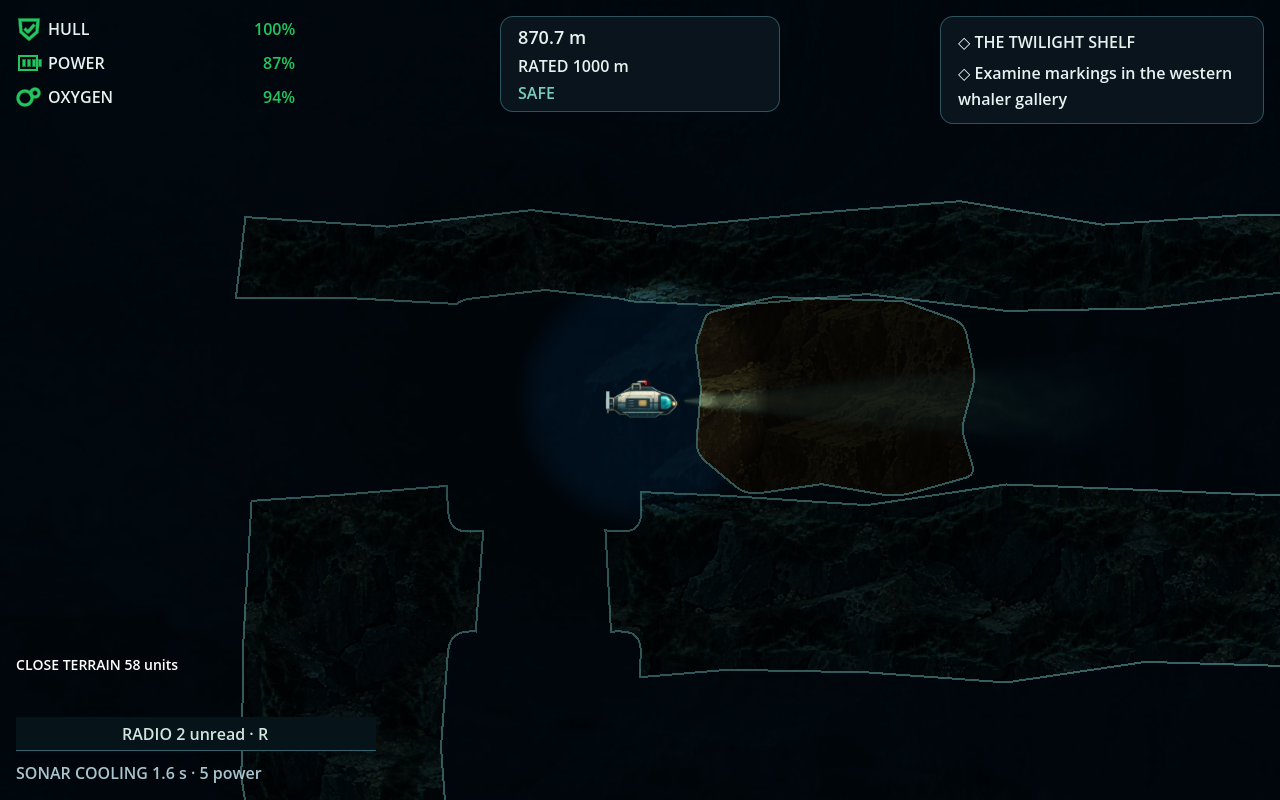 HULL 100%
POWER 87%
OXYGEN 94%
870.7 m
RATED 1000 m
SAFE
◇ THE TWILIGHT SHELF
◇ Examine markings in the western
whaler gallery
CLOSE TERRAIN 58 units
RADIO 2 unread · R
SONAR COOLING 1.6 s · 5 power